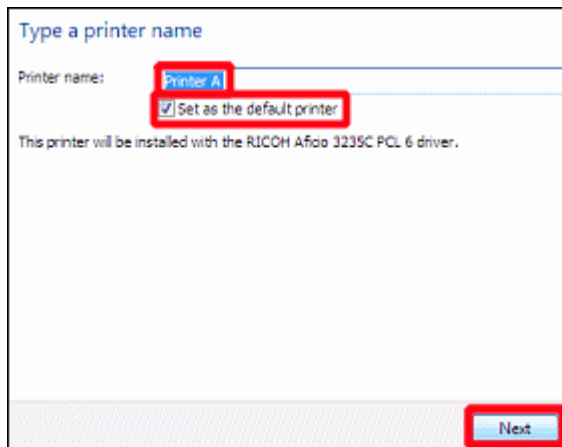 Type a printer name
Printer name:
Printer A
Set as the default printer
This printer will be installed with the RICOH Aficio 3235C PCL 6 driver.
Next